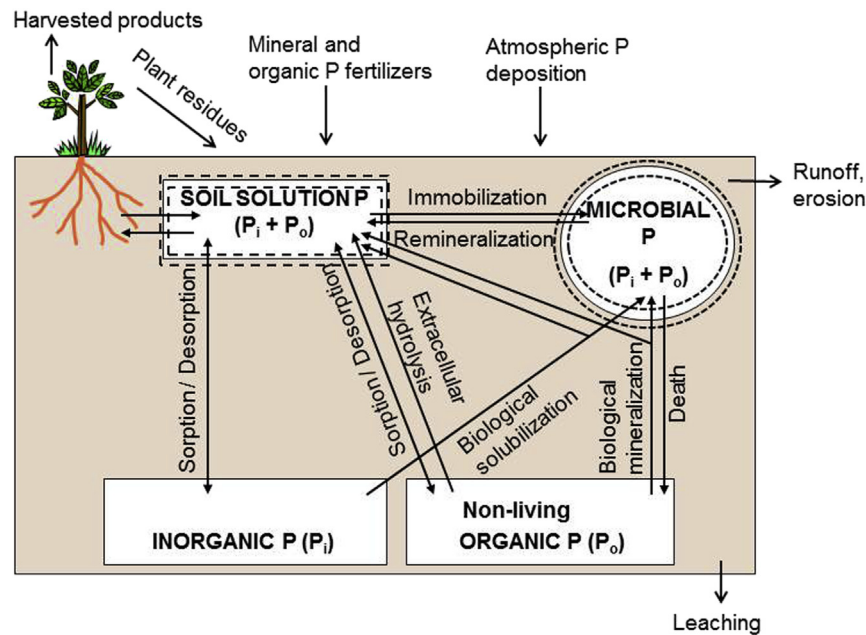 Harvested products
Plant residues
Mineral and
organic P fertilizers
Atmospheric P
deposition
Runoff,
erosion
SOIL SOLUTION P
(Pi + Po)
Immobilization
Remineralization
MICROBIAL
P
(Pi + Po)
Sorption / Desorption
Sorption / Desorption
Extracellular
hydrolysis
Biological
solubilization
Biological
mineralization
Death
INORGANIC P (Pi)
Non-living
ORGANIC P (Po)
Leaching